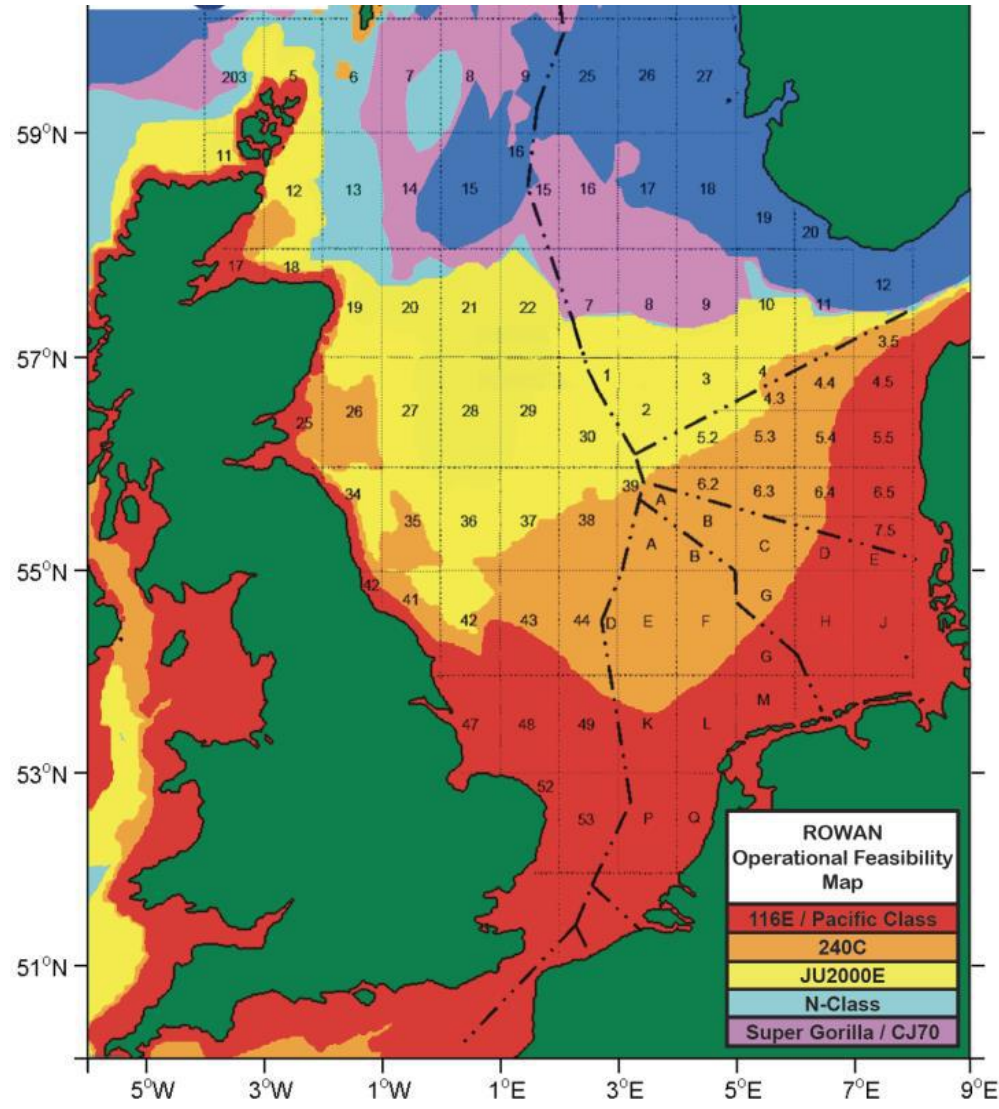 203 5 6 7 8 9 25 26 27
59°N
11 16
12 13 14 15 15 16 17 18
19 20
17 18 12
19 20 21 22 7 8 9 10 11
3.5
57°N
1 3 4 4.4 4.5
4.3
25 26 27 28 29 2
30 5.2 5.3 5.4 5.5
34 39 6.2 6.3 6.4 6.5
A
35 36 37 38 B 7.5
A B C D E
55°N
42 41 G
42 43 44 D E F H J
G
M
47 48 49 K L
53°N
52
53 P Q
51°N
ROWAN
Operational Feasibility
Map
116E / Pacific Class
240C
JU2000E
N-Class
Super Gorilla / CJ70
5°W 3°W 1°W 1°E 3°E 5°E 7°E 9°E